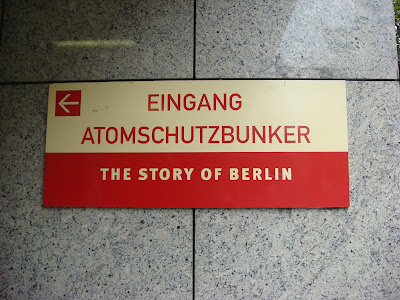 EINGANG
ATOMSCHUTZBUNKER
THE STORY OF BERLIN